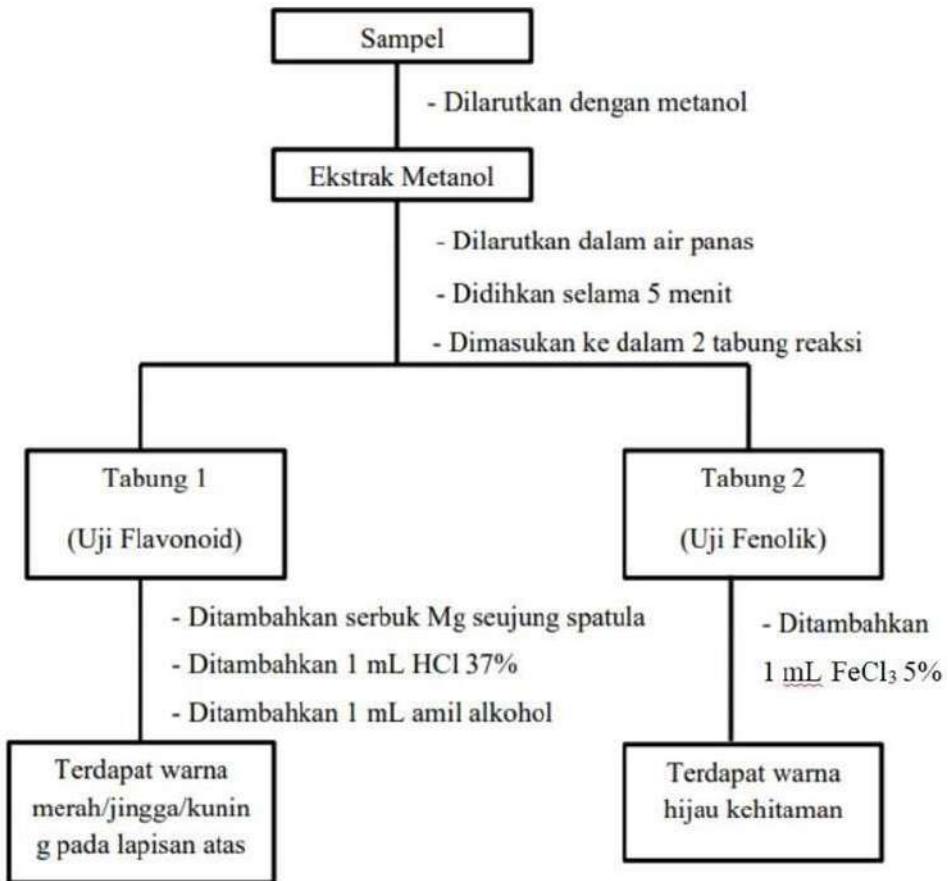 Sampel
- Dilarutkan dengan metanol
Ekstrak Metanol
- Dilarutkan dalam air panas
- Didihkan selama 5 menit
- Dimasukan ke dalam 2 tabung reaksi
Tabung 1
(Uji Flavonoid)
- Ditambahkan serbuk Mg seujung spatula
- Ditambahkan 1 mL HCl 37%
- Ditambahkan 1 mL amil alkohol
Terdapat warna
merah/jingga/kunin
g pada lapisan atas
Tabung 2
(Uji Fenolik)
- Ditambahkan
1 mL FeCl₃ 5%
Terdapat warna
hijau kehitaman